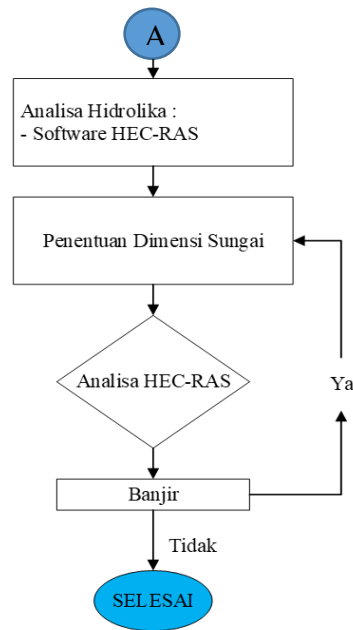 A
Analisa Hidrolika :
- Software HEC-RAS
Penentuan Dimensi Sungai
Analisa HEC-RAS
Ya
Banjir
Tidak
SELESAI